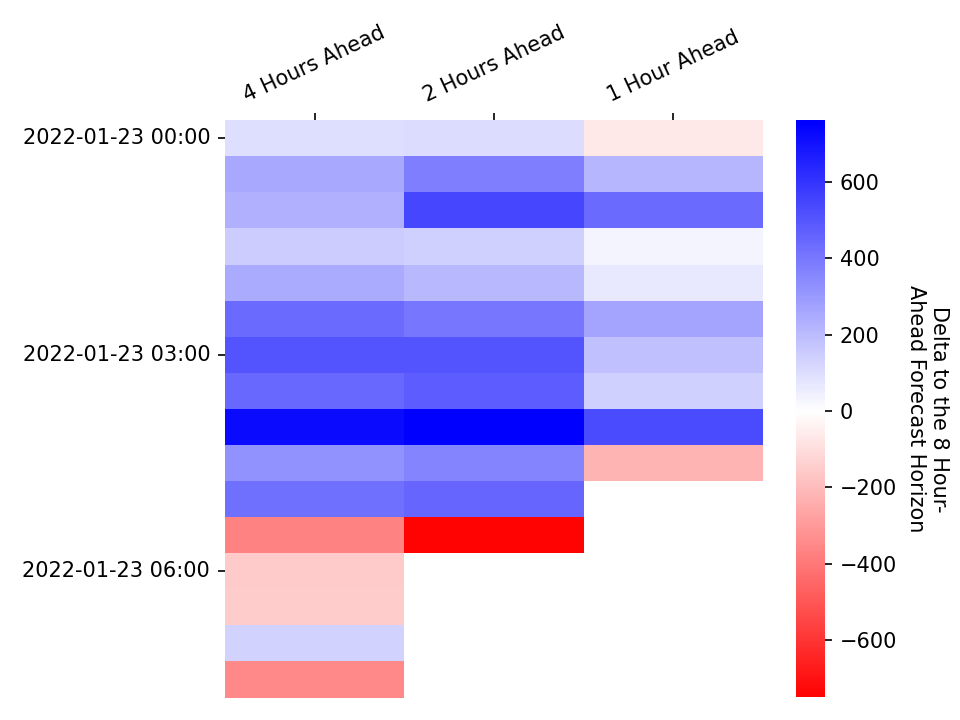 4 Hours Ahead
2 Hours Ahead
1 Hour Ahead
2022-01-23 00:00
2022-01-23 03:00
2022-01-23 06:00
600
400
200
0
−200
−400
−600
Delta to the 8 Hour-
Ahead Forecast Horizon